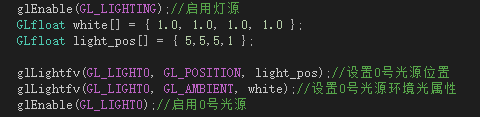 glEnable(GL_LIGHTING);//启用灯源
GLfloat white[] = { 1.0, 1.0, 1.0, 1.0 };
GLfloat light_pos[] = { 5,5,5,1 };
glLightfv(GL_LIGHT0, GL_POSITION, light_pos);//设置0号光源位置
glLightfv(GL_LIGHT0, GL_AMBIENT, white);//设置0号光源环境光属性
glEnable(GL_LIGHT0);//启用0号光源